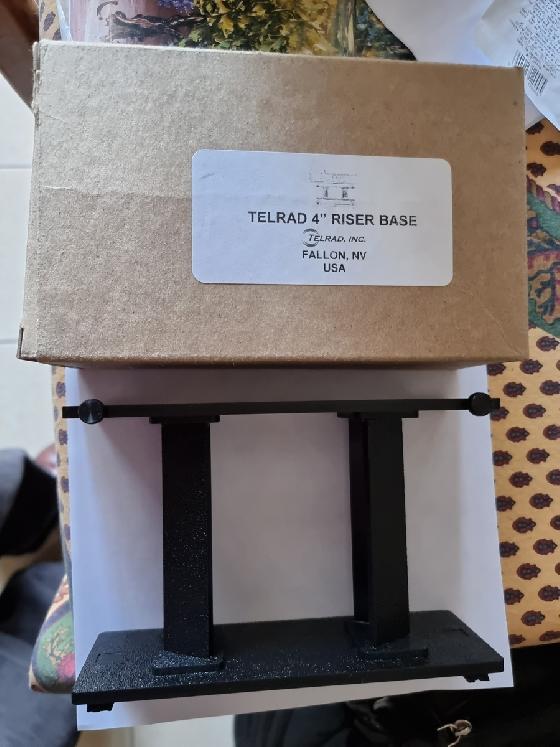 TELRAD 4" RISER BASE
TELRAD, INC.
FALLON, NV
USA